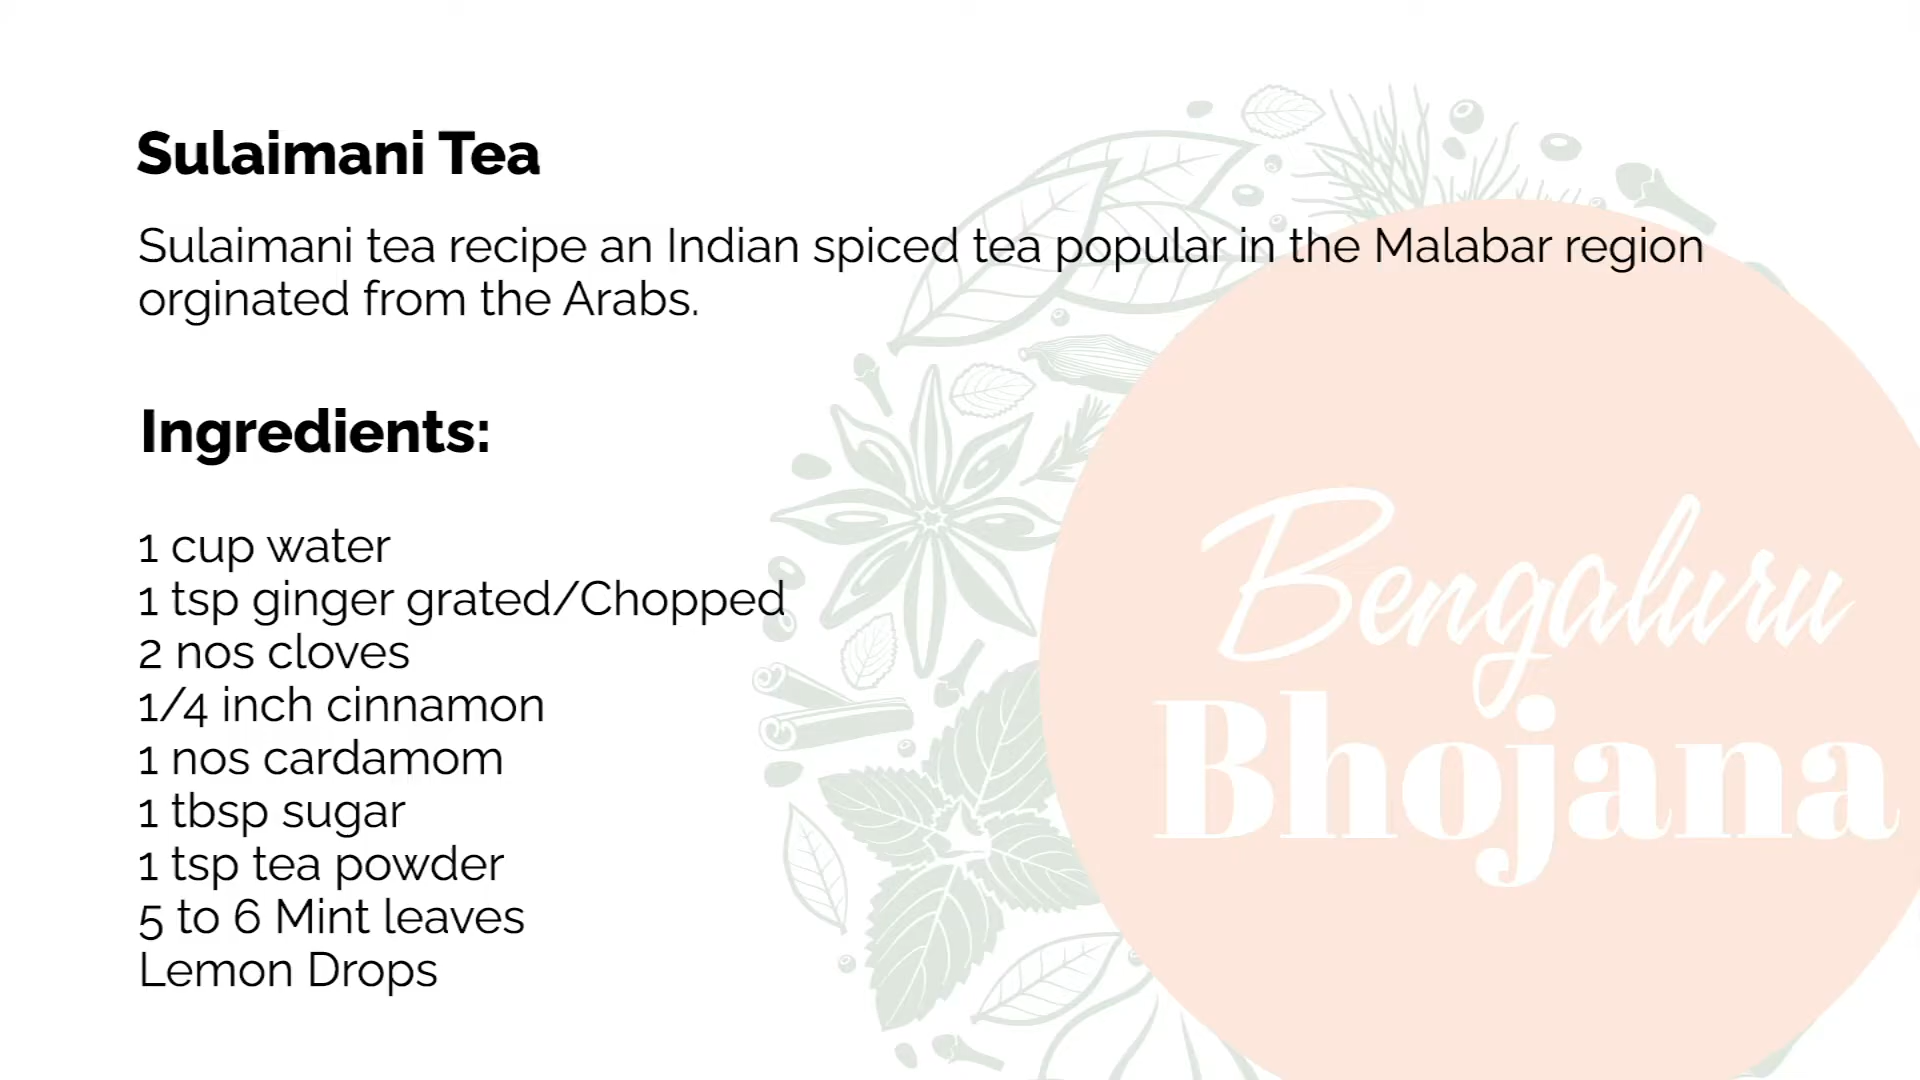 Sulaimani Tea
Sulaimani tea recipe an Indian spiced tea popular in the Malabar region
orginated from the Arabs.
Ingredients:
1 cup water
1 tsp ginger grated/Chopped
2 nos cloves
1/4 inch cinnamon
1 nos cardamom
1 tbsp sugar
1 tsp tea powder
5 to 6 Mint leaves
Lemon Drops
Bengaluru
Bhojana